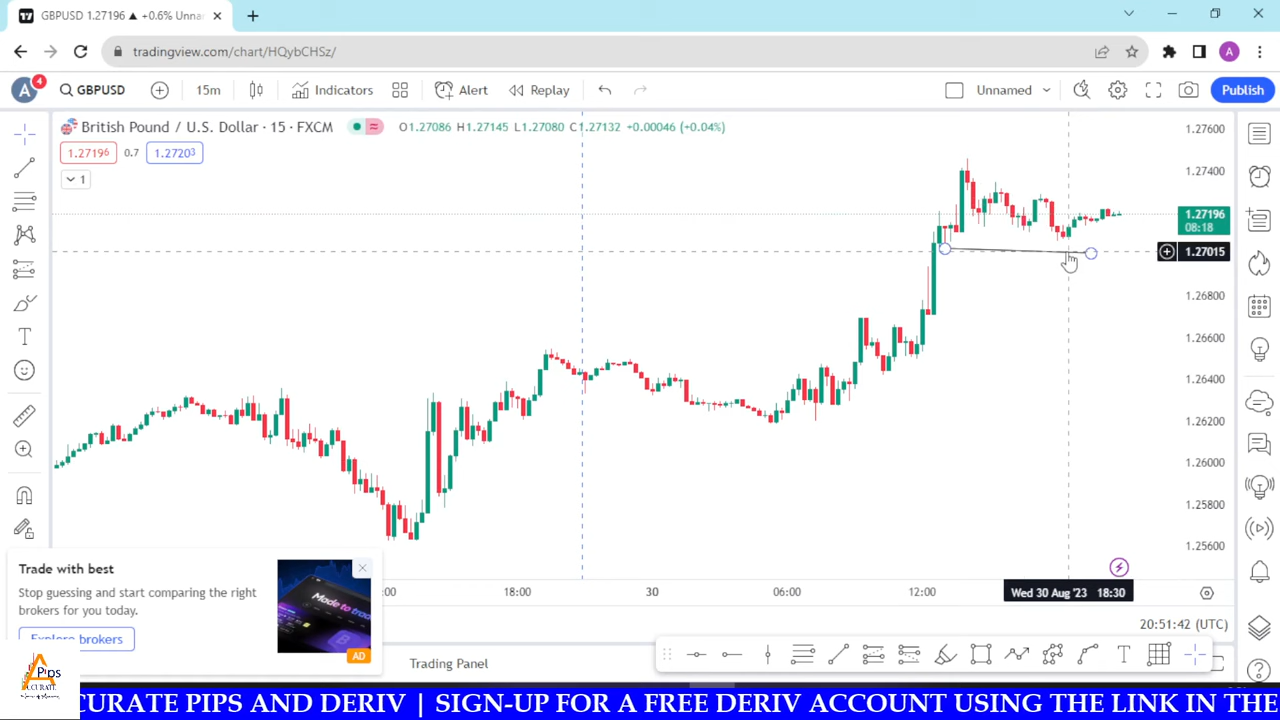 GBPUSD 1.27196 ▲ +0.6% Unna
tradingview.com/chart/HQybCHSz/
A
A 4
GBPUSD
15m
Indicators
Alert
Replay
Unnamed
Publish
British Pound / U.S. Dollar · 15 · FXCM
O1.27086 H1.27145 L1.27080 C1.27132 +0.00046 (+0.04%)
1.27196
0.7
1.27203
1
1.27600
1.27400
1.27196
08:18
1.27015
1.26800
1.26600
1.26400
1.26200
1.26000
1.25800
1.25600
:00
18:00
30
06:00
12:00
Wed 30 Aug '23 18:30
20:51:42 (UTC)
Trade with best
Stop guessing and start comparing the right
brokers for you today.
Explore brokers
Made to
AD
Trading Panel
Pips
CURATE PIPS AND DERIV | SIGN-UP FOR A FREE DERIV ACCOUNT USING THE LINK IN THE